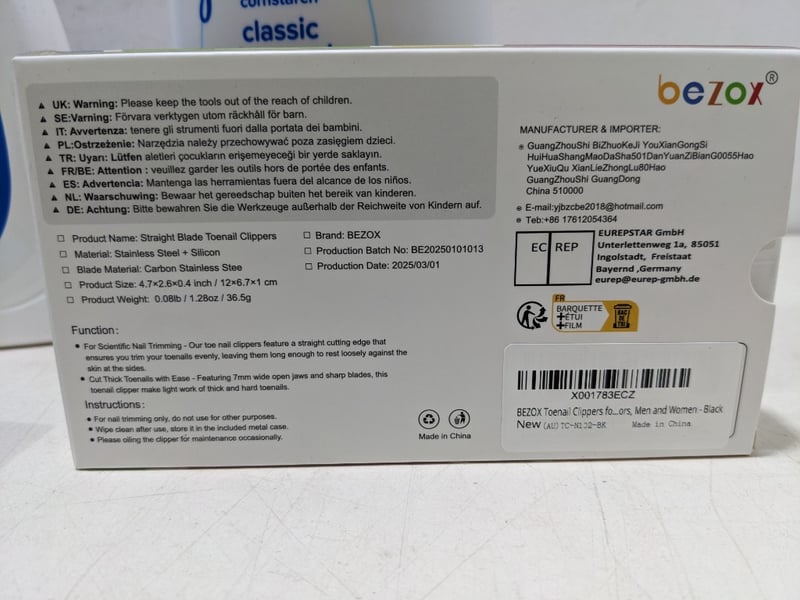 cornstarch
classic
bezox®
▲ UK: Warning: Please keep the tools out of the reach of children.
▲ SE:Varning: Förvara verktygen utom räckhåll för barn.
▲ IT: Avvertenza: tenere gli strumenti fuori dalla portata dei bambini.
▲ PL:Ostrzeżenie: Narzędzia należy przechowywać poza zasięgiem dzieci.
▲ TR: Uyarı: Lütfen aletleri çocukların erişemeyeceği bir yerde saklayın.
▲ FR/BE: Attention : veuillez garder les outils hors de portée des enfants.
▲ ES: Advertencia: Mantenga las herramientas fuera del alcance de los niños.
▲ NL: Waarschuwing: Bewaar het gereedschap buiten het bereik van kinderen.
▲ DE: Achtung: Bitte bewahren Sie die Werkzeuge außerhalb der Reichweite von Kindern auf.
□ Product Name: Straight Blade Toenail Clippers
□ Material: Stainless Steel + Silicon
□ Blade Material: Carbon Stainless Stee
□ Product Size: 4.7×2.6×0.4 inch / 12×6.7×1 cm
□ Product Weight: 0.08lb / 1.28oz / 36.5g
□ Brand: BEZOX
□ Production Batch No: BE20250101013
□ Production Date: 2025/03/01
Function:
● For Scientific Nail Trimming - Our toe nail clippers feature a straight cutting edge that
ensures you trim your toenails evenly, leaving them long enough to rest loosely against the
skin at the sides.
● Cut Thick Toenails with Ease - Featuring 7mm wide open jaws and sharp blades, this
toenail clipper make light work of thick and hard toenails.
Instructions:
● For nail trimming only, do not use for other purposes.
● Wipe clean after use, store it in the included metal case.
● Please oiling the clipper for maintenance occasionally.
Made in China
MANUFACTURER & IMPORTER:
● GuangZhouShi BiZhuoKeJi YouXianGongSi
HuiHuaShangMaoDaSha501DanYuanZiBianG0055Hao
YueXiuQu XianLieZhongLu80Hao
GuangZhouShi GuangDong
China 510000
● E-mail:yjbzcbe2018@hotmail.com
● Teb:+86 17612054364
EC REP
EUREPSTAR GmbH
Unterlettenweg 1a, 85051
Ingolstadt, Freistaat
Bayernd ,Germany
eurep@eurep-gmbh.de
FR
BARQUETTE
+ÉTUI
+FILM
BAC
DE
TRI
X001783ECZ
BEZOX Toenail Clippers fo...ors, Men and Women - Black
New (AU) TC-N102-BK Made in China